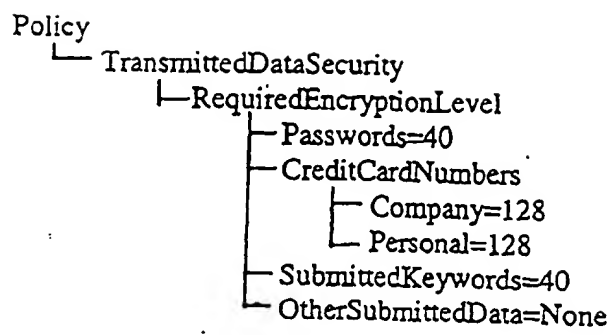 Policy
TransmittedDataSecurity
RequiredEncryptionLevel
Passwords=40
CreditCardNumbers
Company=128
Personal=128
SubmittedKeywords=40
OtherSubmittedData=None